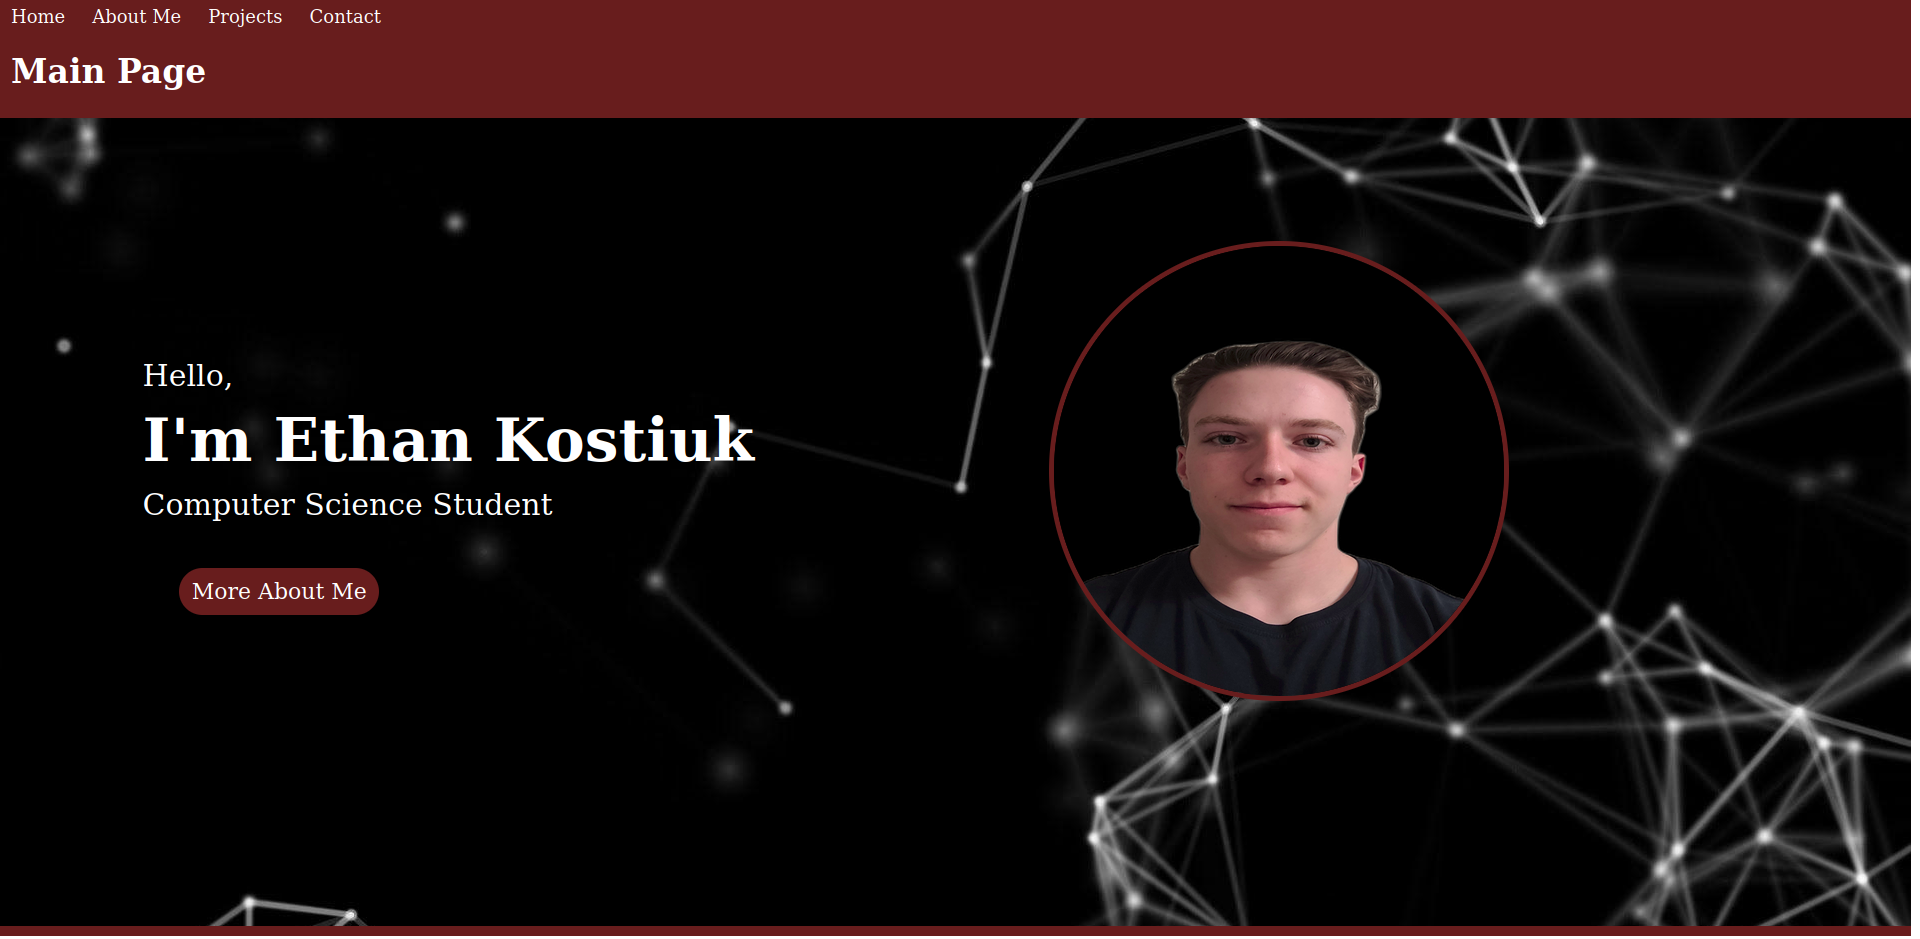 Home About Me Projects Contact
Main Page
Hello,
I'm Ethan Kostiuk
Computer Science Student
More About Me